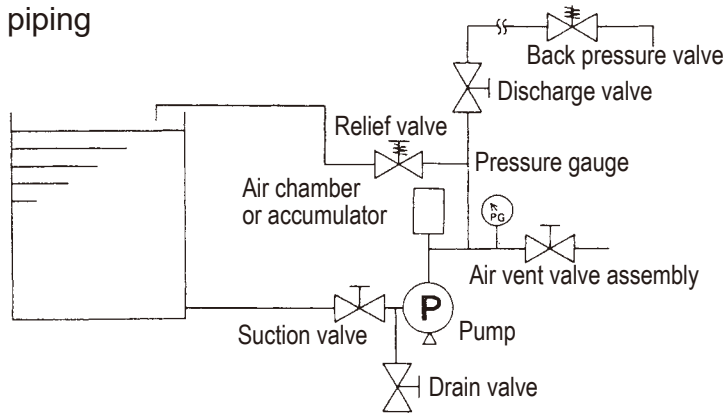 piping
Back pressure valve
Discharge valve
Relief valve
Pressure gauge
Air chamber
or accumulator
PG
Air vent valve assembly
P
Suction valve
Pump
Drain valve